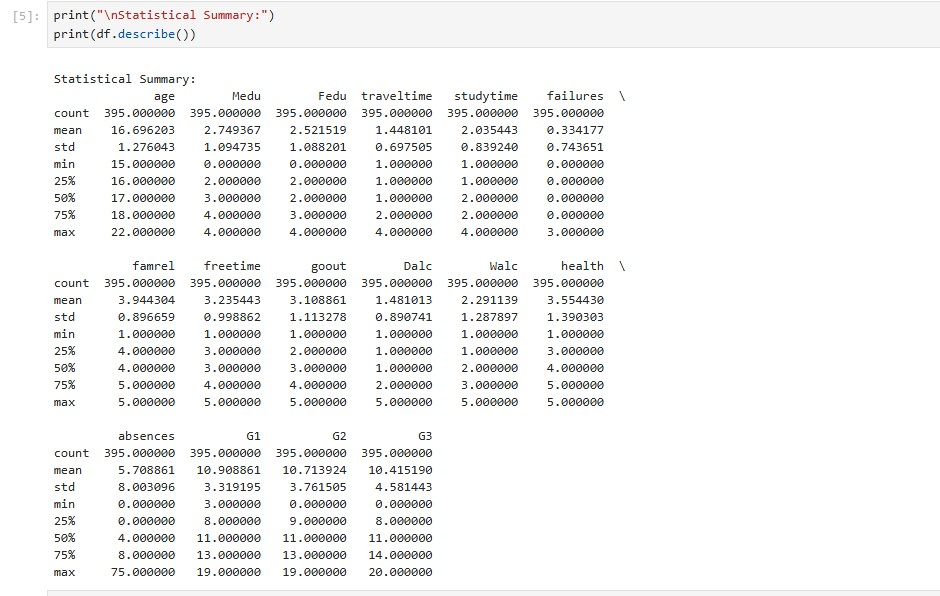 [5]: print("\nStatistical Summary:")
print(df.describe())
Statistical Summary:
age Medu Fedu traveltime studytime failures \
count 395.000000 395.000000 395.000000 395.000000 395.000000 395.000000
mean 16.696203 2.749367 2.521519 1.448101 2.035443 0.334177
std 1.276043 1.094735 1.088201 0.697505 0.839240 0.743651
min 15.000000 0.000000 0.000000 1.000000 1.000000 0.000000
25% 16.000000 2.000000 2.000000 1.000000 1.000000 0.000000
50% 17.000000 3.000000 2.000000 1.000000 2.000000 0.000000
75% 18.000000 4.000000 3.000000 2.000000 2.000000 0.000000
max 22.000000 4.000000 4.000000 4.000000 4.000000 3.000000
famrel freetime goout Dalc Walc health \
count 395.000000 395.000000 395.000000 395.000000 395.000000 395.000000
mean 3.944304 3.235443 3.108861 1.481013 2.291139 3.554430
std 0.896659 0.998862 1.113278 0.890741 1.287897 1.390303
min 1.000000 1.000000 1.000000 1.000000 1.000000 1.000000
25% 4.000000 3.000000 2.000000 1.000000 1.000000 3.000000
50% 4.000000 3.000000 3.000000 1.000000 2.000000 4.000000
75% 5.000000 4.000000 4.000000 2.000000 3.000000 5.000000
max 5.000000 5.000000 5.000000 5.000000 5.000000 5.000000
absences G1 G2 G3
count 395.000000 395.000000 395.000000 395.000000
mean 5.708861 10.908861 10.713924 10.415190
std 8.003096 3.319195 3.761505 4.581443
min 0.000000 3.000000 0.000000 0.000000
25% 0.000000 8.000000 9.000000 8.000000
50% 4.000000 11.000000 11.000000 11.000000
75% 8.000000 13.000000 13.000000 14.000000
max 75.000000 19.000000 19.000000 20.000000